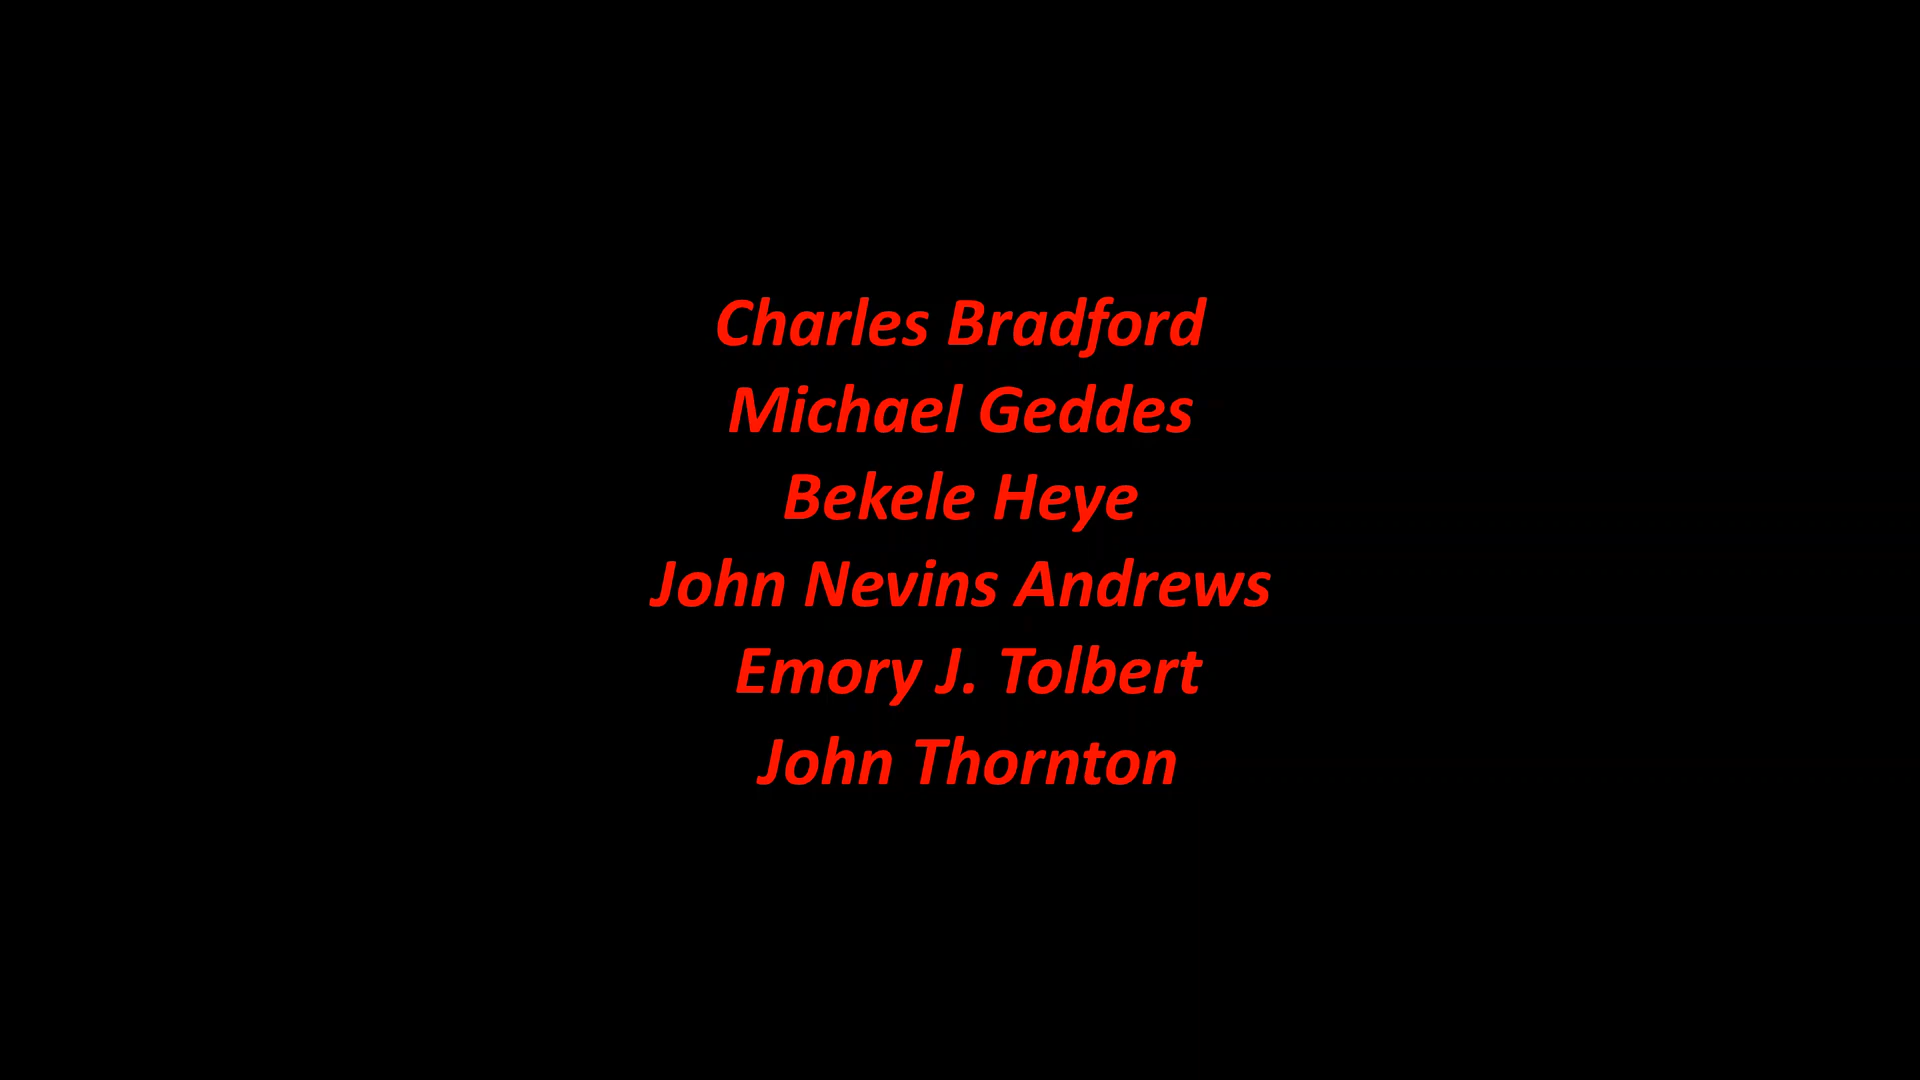 Charles Bradford
Michael Geddes
Bekele Heye
John Nevins Andrews
Emory J. Tolbert
John Thornton